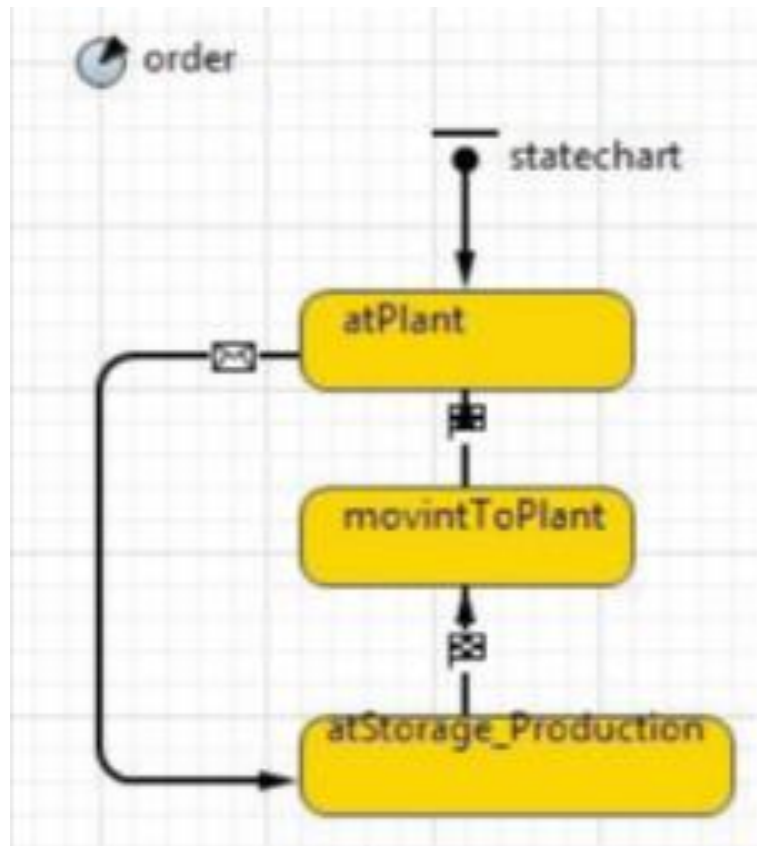 order
statechart
atPlant
movintToPlant
atStorage_Production